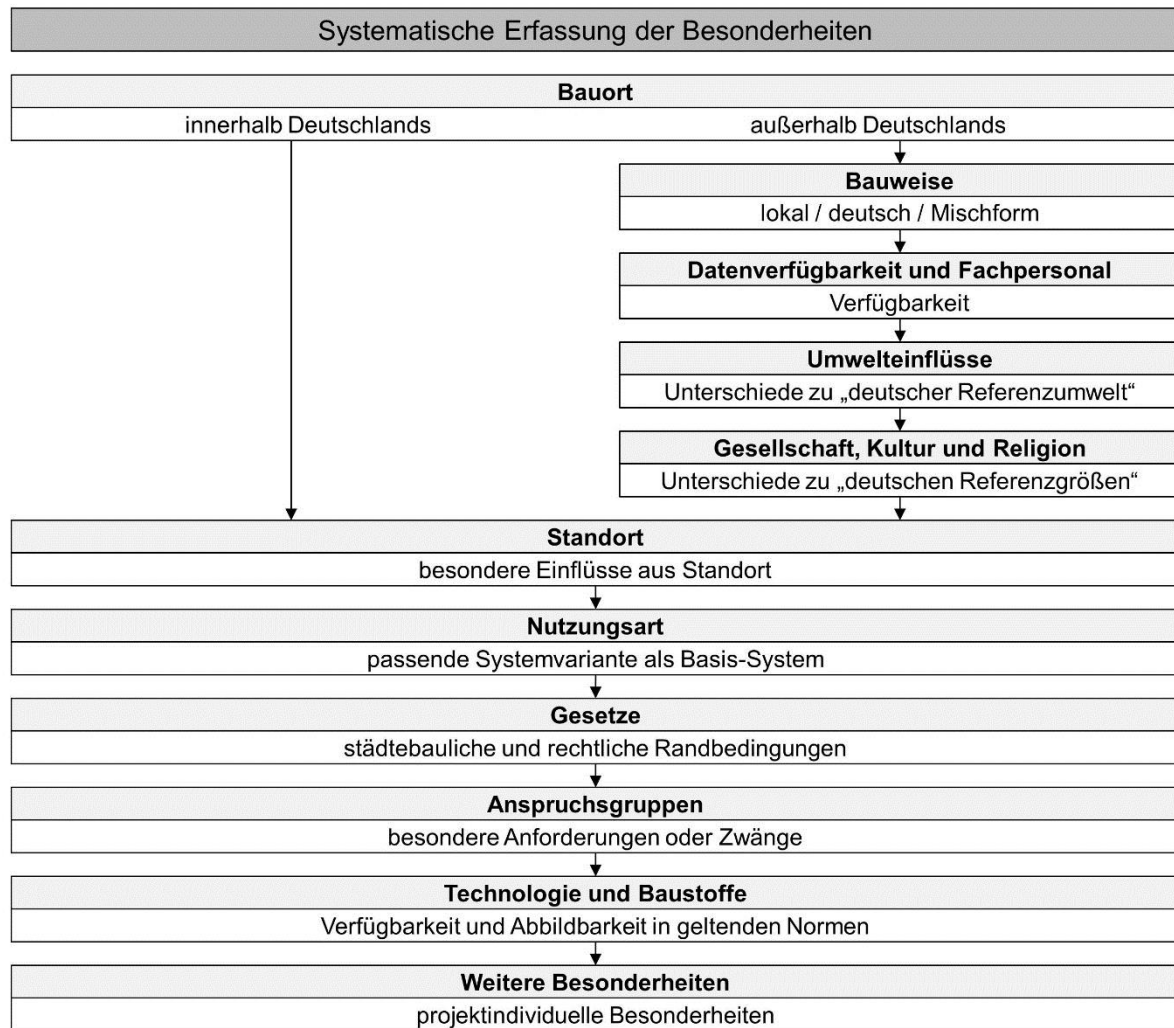 Systematische Erfassung der Besonderheiten
Bauort
innerhalb Deutschlands
außerhalb Deutschlands
Bauweise
lokal / deutsch / Mischform
Datenverfügbarkeit und Fachpersonal
Verfügbarkeit
Umwelteinflüsse
Unterschiede zu „deutscher Referenzumwelt“
Gesellschaft, Kultur und Religion
Unterschiede zu „deutschen Referenzgrößen“
Standort
besondere Einflüsse aus Standort
Nutzungsart
passende Systemvariante als Basis-System
Gesetze
städtebauliche und rechtliche Randbedingungen
Anspruchsgruppen
besondere Anforderungen oder Zwänge
Technologie und Baustoffe
Verfügbarkeit und Abbildbarkeit in geltenden Normen
Weitere Besonderheiten
projektindividuelle Besonderheiten